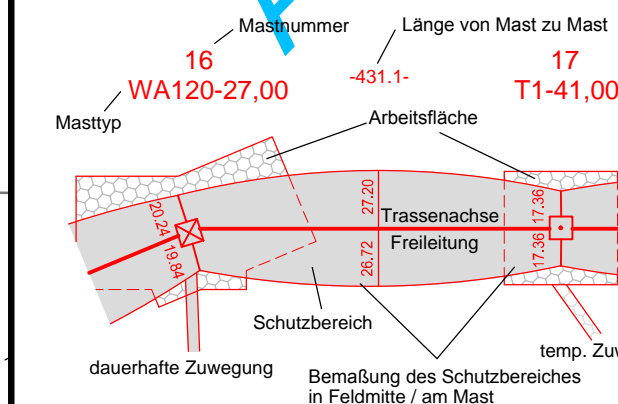 Mastnummer
Länge von Mast zu Mast
16
-431.1-
17
WA120-27,00
T1-41,00
Masttyp
Arbeitsfläche
20.24
19.84
27.20
26.72
Trassenachse
Freileitung
17.36
17.36
Schutzbereich
dauerhafte Zuwegung
temp.
Bemaßung des Schutzbereiches
in Feldmitte / am Mast